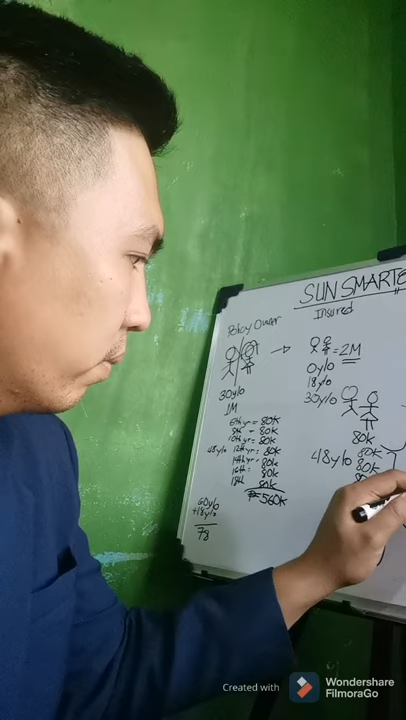 SUN SMARTE
Policy Owner
Insured
= 2M
0y/o
18y/o
30y/o
30y/o
1M
6th yr = 80k
8th = 80k
10th yr = 80k
48y/o 12th yr = 80k
14th yr = 80k
16th = 80k
18th 80k
₱560k
80k
80k
48y/o 80k
60y/o
+18y/o
78
Created with
Wondershare
FilmoraGo